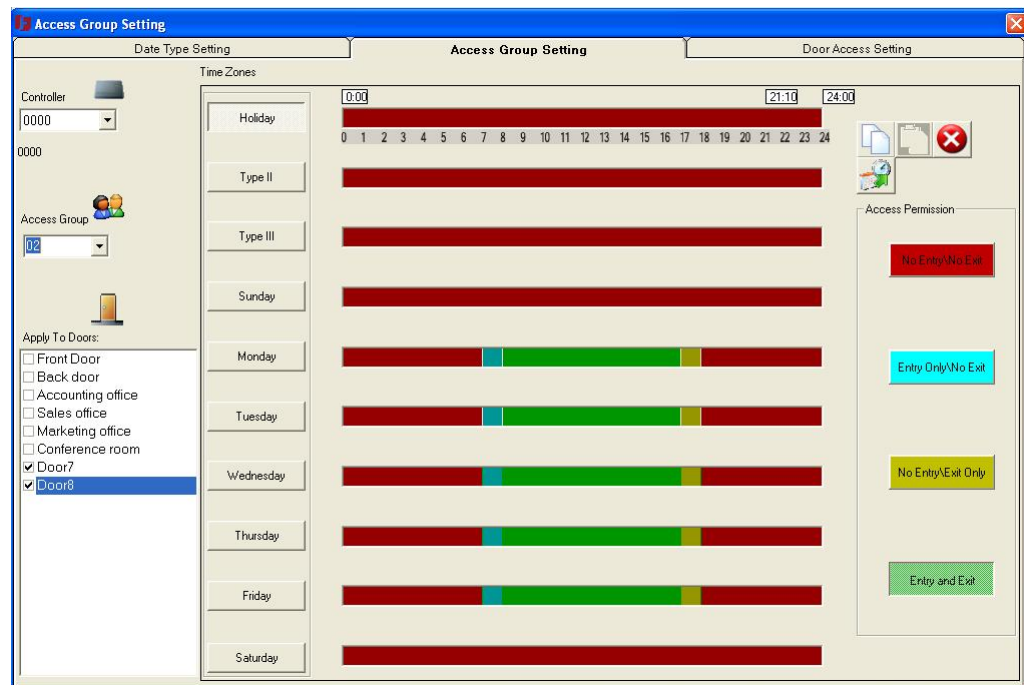 Access Group Setting
Date Type Setting
Access Group Setting
Door Access Setting
Time Zones
Controller
0000
0000
Access Group
02
Apply To Doors:
Front Door
Back door
Accounting office
Sales office
Marketing office
Conference room
Door7
Door8
0:00
21:10
24:00
Holiday
0 1 2 3 4 5 6 7 8 9 10 11 12 13 14 15 16 17 18 19 20 21 22 23 24
Type II
Type III
Sunday
Monday
Tuesday
Wednesday
Thursday
Friday
Saturday
Access Permission
No Entry\No Exit
Entry Only\No Exit
No Entry\Exit Only
Entry and Exit